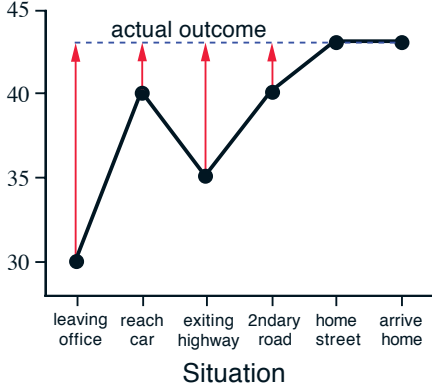 45
actual outcome
40
35
30
leaving office
reach car
exiting highway
2ndary road
home street
arrive home
Situation